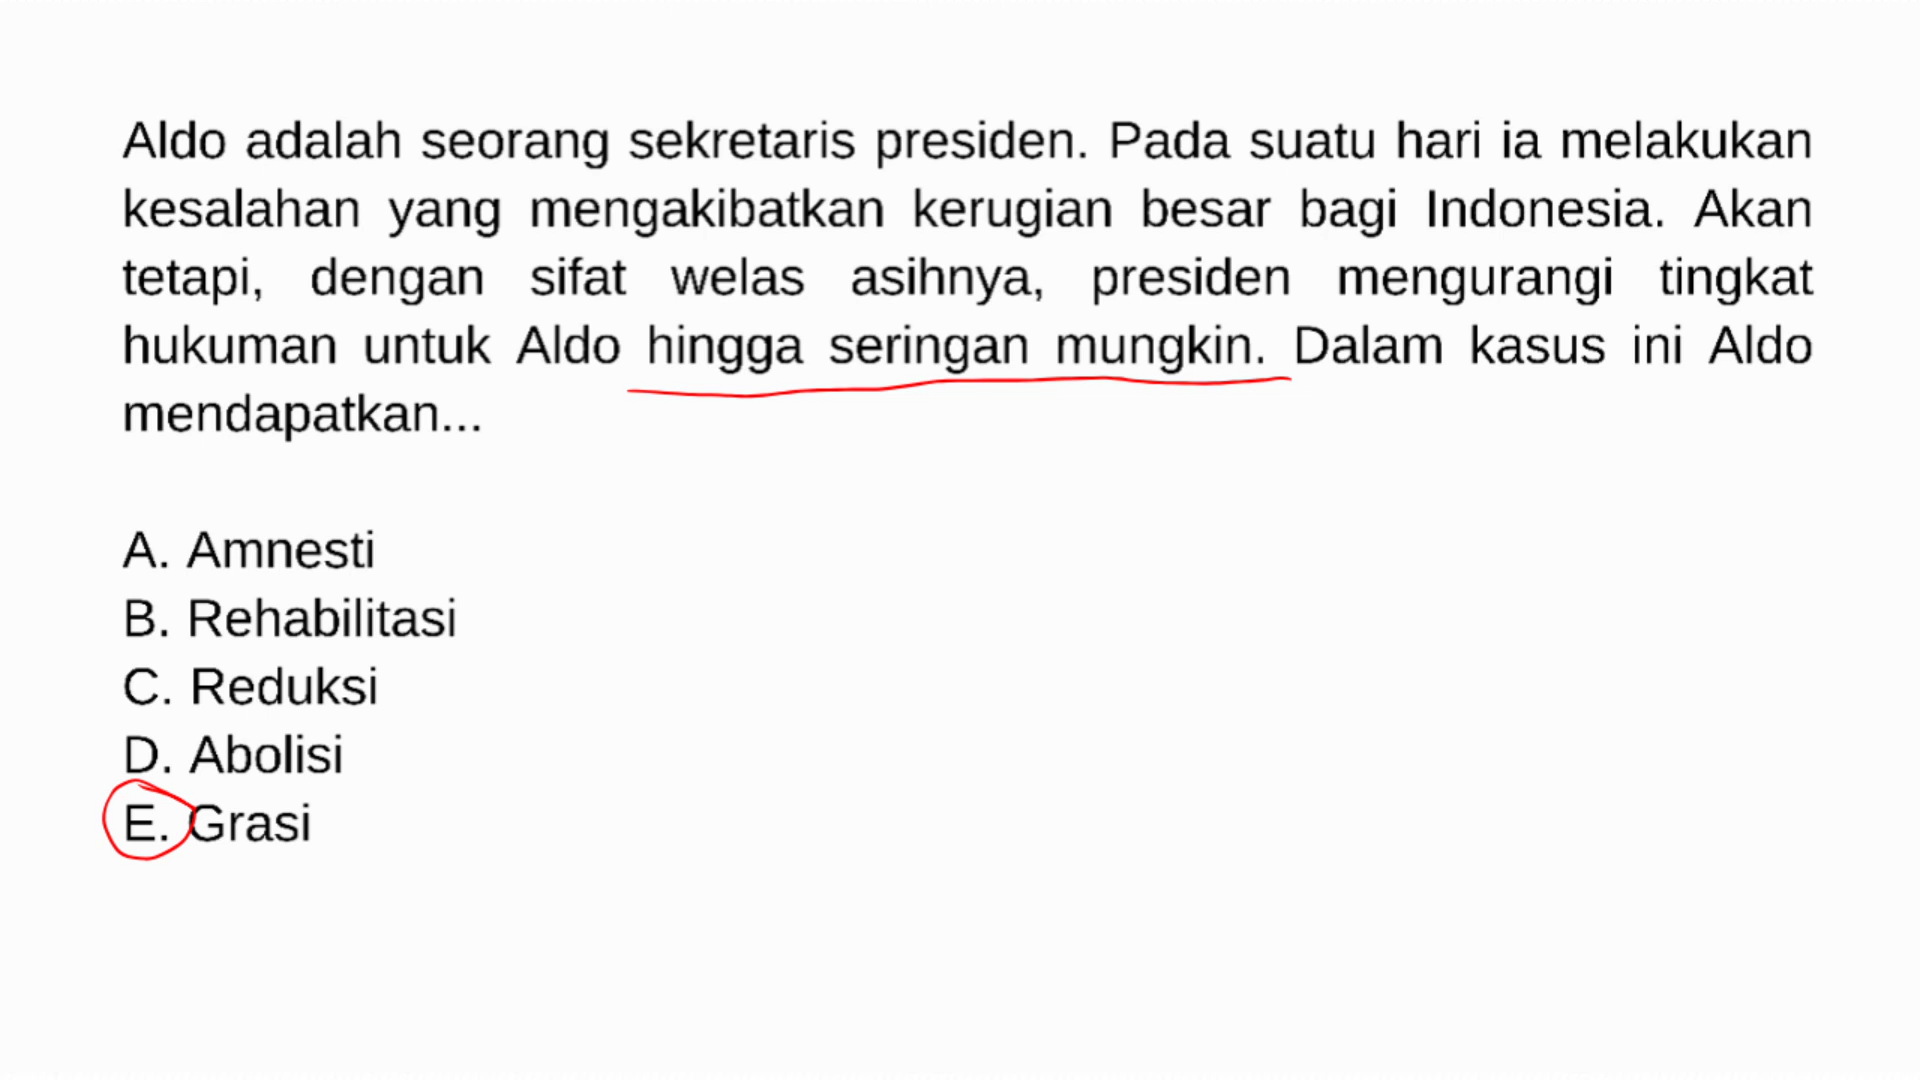 Aldo adalah seorang sekretaris presiden. Pada suatu hari ia melakukan
kesalahan yang mengakibatkan kerugian besar bagi Indonesia. Akan
tetapi, dengan sifat welas asihnya, presiden mengurangi tingkat
hukuman untuk Aldo hingga seringan mungkin. Dalam kasus ini Aldo
mendapatkan...
A. Amnesti
B. Rehabilitasi
C. Reduksi
D. Abolisi
E. Grasi